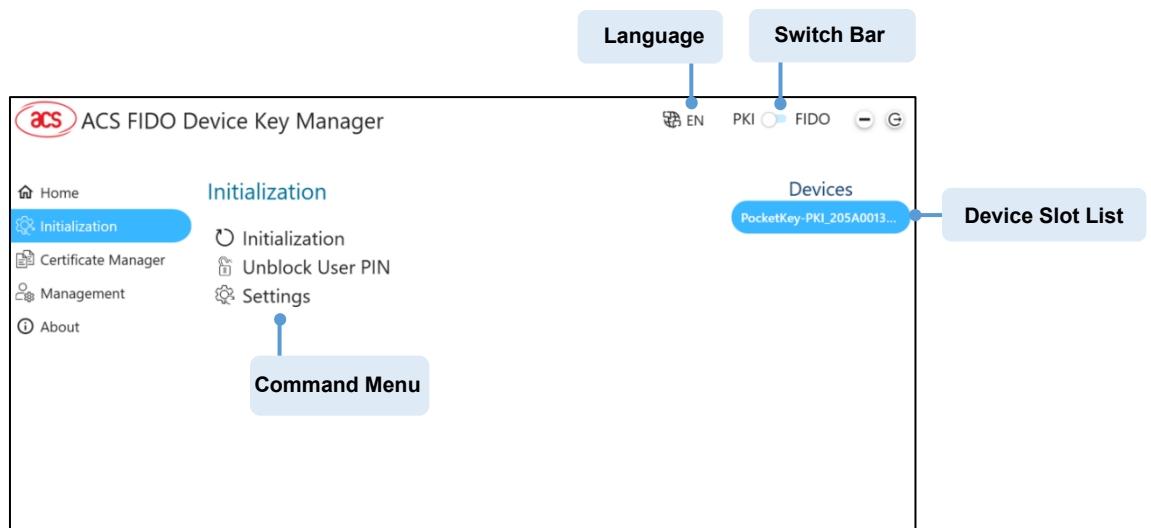 Language
Switch Bar
acs ACS FIDO Device Key Manager
EN
PKI FIDO
Home
Initialization
Certificate Manager
Management
About
Initialization
Initialization
Unblock User PIN
Settings
Command Menu
Devices
PocketKey-PKI_205A0013...
Device Slot List